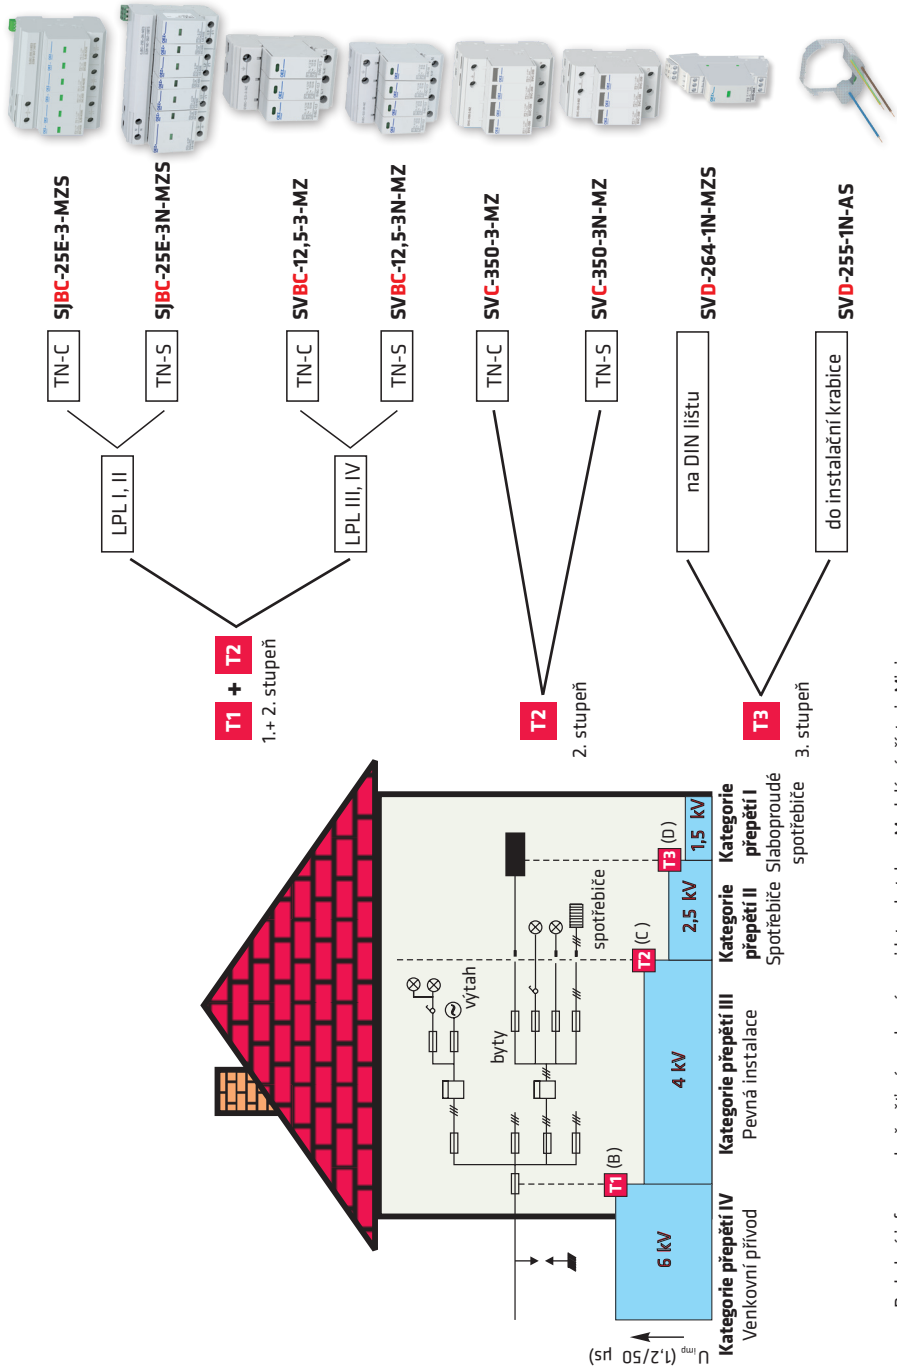 SJBC-25E-3-MZS
SJBC-25E-3N-MZS
SVBC-12,5-3-MZ
SVBC-12,5-3N-MZ
SVC-350-3-MZ
SVC-350-3N-MZ
SVD-264-1N-MZS
SVD-255-1N-AS
TN-C
TN-S
TN-C
TN-S
TN-C
TN-S
na DIN lištu
do instalační krabice
LPL I, II
LPL III, IV
T1 + T2
1.+ 2. stupeň
T2
2. stupeň
T3
3. stupeň
výtah
byty
spotřebiče
T1 (B)
T2 (C)
T3 (D)
6 kV
4 kV
2,5 kV
1,5 kV
Uimp (1,2/50 µs)
Kategorie přepětí IV
Venkovní přívod
Kategorie přepětí III
Pevná instalace
Kategorie
přepětí II
Spotřebiče
Kategorie
přepětí I
Slaboproudé
spotřebiče